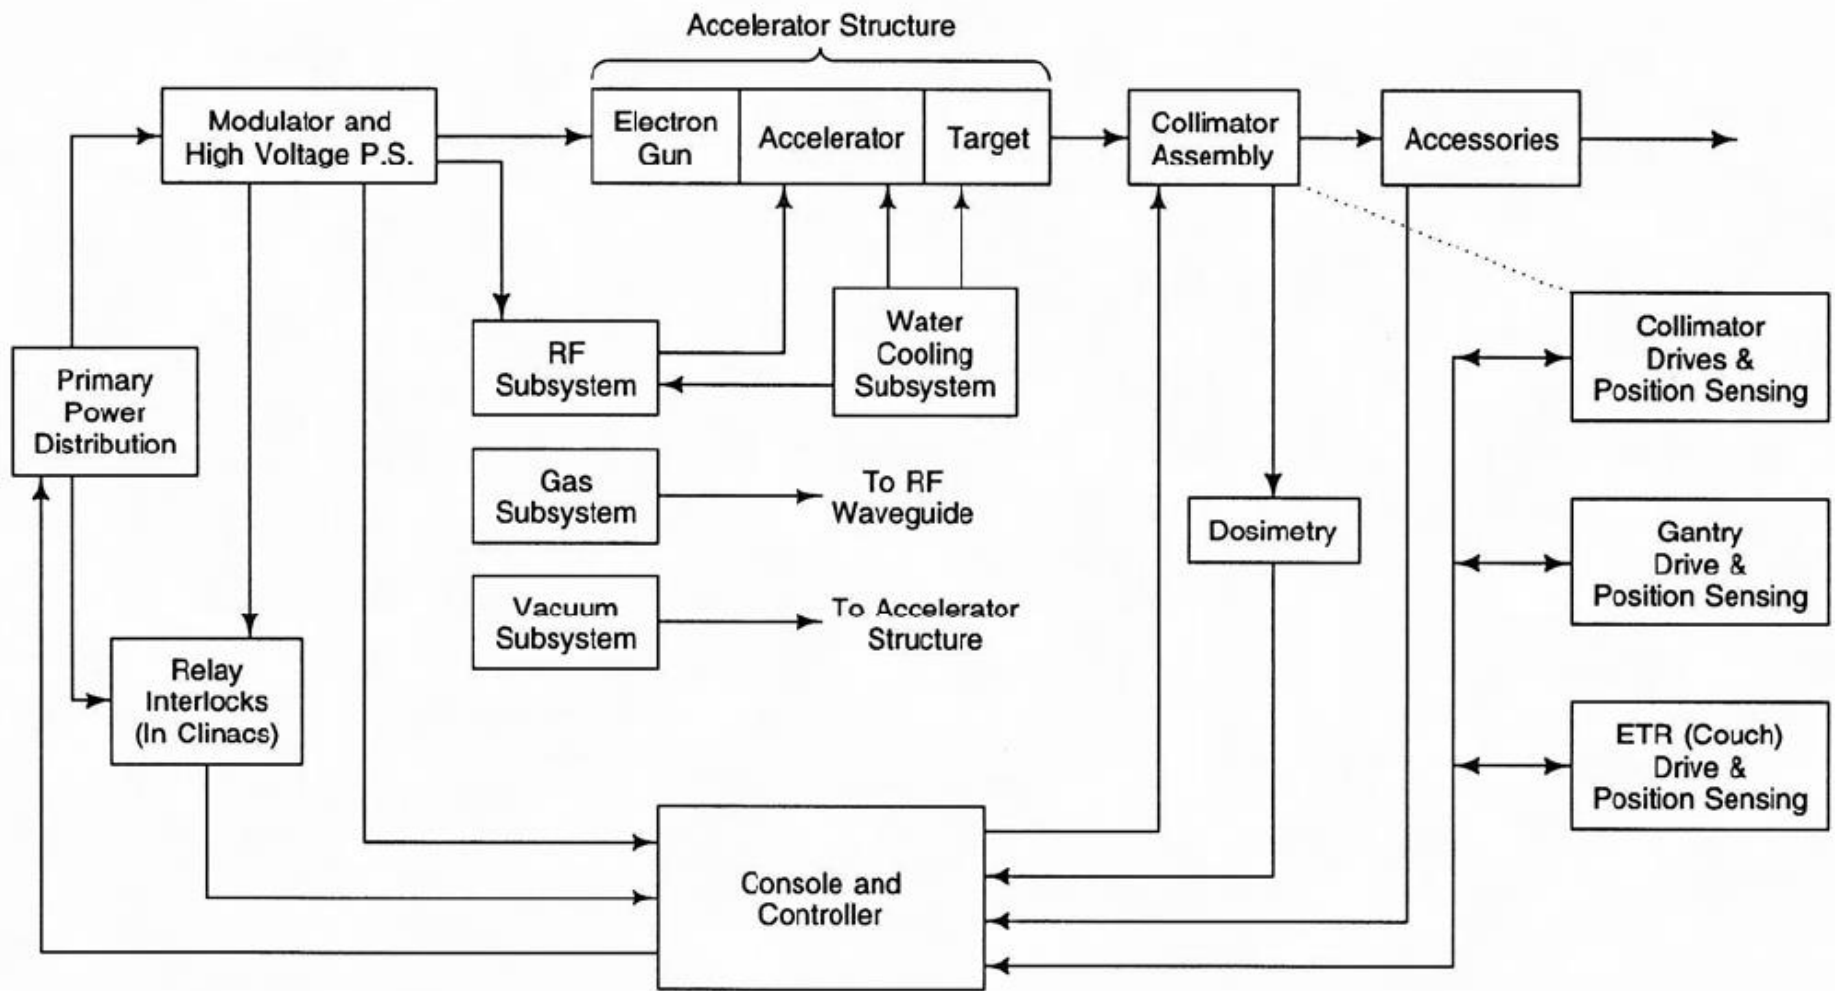 Accelerator Structure
Modulator and
High Voltage P.S.
Electron
Gun
Accelerator
Target
Collimator
Assembly
Accessories
Primary
Power
Distribution
RF
Subsystem
Water
Cooling
Subsystem
Collimator
Drives &
Position Sensing
Gas
Subsystem
To RF
Waveguide
Dosimetry
Gantry
Drive &
Position Sensing
Vacuum
Subsystem
To Accelerator
Structure
Relay
Interlocks
(In Clinacs)
ETR (Couch)
Drive &
Position Sensing
Console and
Controller